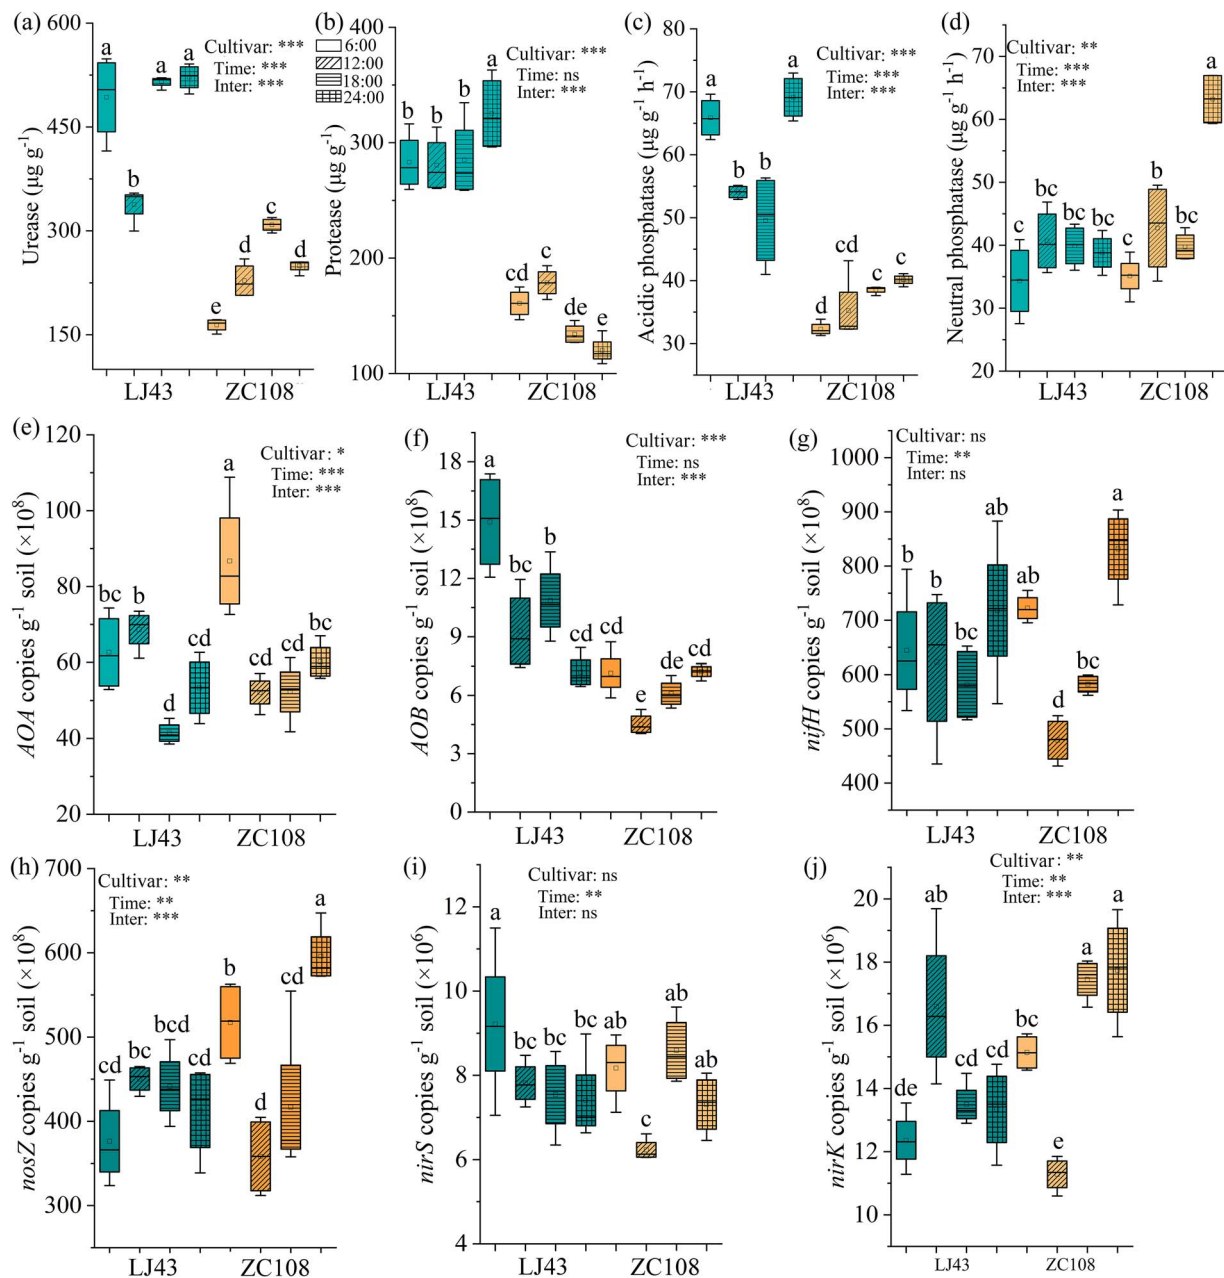 (a)
600
450
300
150
Urease (µg g⁻¹)
a
b
a
a
e
d
c
d
Cultivar: ***
Time: ***
Inter: ***
LJ43
ZC108
(b)
400
300
200
100
Protease (µg g⁻¹)
6:00
12:00
18:00
24:00
b
b
b
a
cd
c
de
e
Cultivar: ***
Time: ns
Inter: ***
LJ43
ZC108
(c)
80
70
60
50
40
30
Acidic phosphatase (µg g⁻¹ h⁻¹)
a
b
b
a
d
cd
c
c
Cultivar: ***
Time: ***
Inter: ***
LJ43
ZC108
(d)
70
60
50
40
30
20
Neutral phosphatase (µg g⁻¹ h⁻¹)
Cultivar: **
Time: ***
Inter: ***
c
bc
bc
bc
c
b
bc
a
LJ43
ZC108
(e)
120
100
80
60
40
20
AOA copies g⁻¹ soil (×10⁸)
bc
b
d
cd
a
cd
cd
bc
Cultivar: *
Time: ***
Inter: ***
LJ43
ZC108
(f)
18
15
12
9
6
3
0
AOB copies g⁻¹ soil (×10⁸)
a
bc
b
cd
cd
e
de
cd
Cultivar: ***
Time: ns
Inter: ***
LJ43
ZC108
(g)
1000
900
800
700
600
500
400
nifH copies g⁻¹ soil (×10⁸)
Cultivar: ns
Time: **
Inter: ns
b
b
bc
ab
ab
d
bc
a
LJ43
ZC108
(h)
700
600
500
400
300
nosZ copies g⁻¹ soil (×10⁸)
Cultivar: **
Time: **
Inter: ***
cd
bc
bcd
cd
b
d
cd
a
LJ43
ZC108
(i)
12
10
8
6
4
nirS copies g⁻¹ soil (×10⁶)
Cultivar: ns
Time: **
Inter: ns
a
bc
bc
bc
ab
c
ab
ab
LJ43
ZC108
(j)
20
18
16
14
12
10
nirK copies g⁻¹ soil (×10⁶)
Cultivar: **
Time: **
Inter: ***
de
ab
cd
cd
bc
e
a
a
LJ43
ZC108